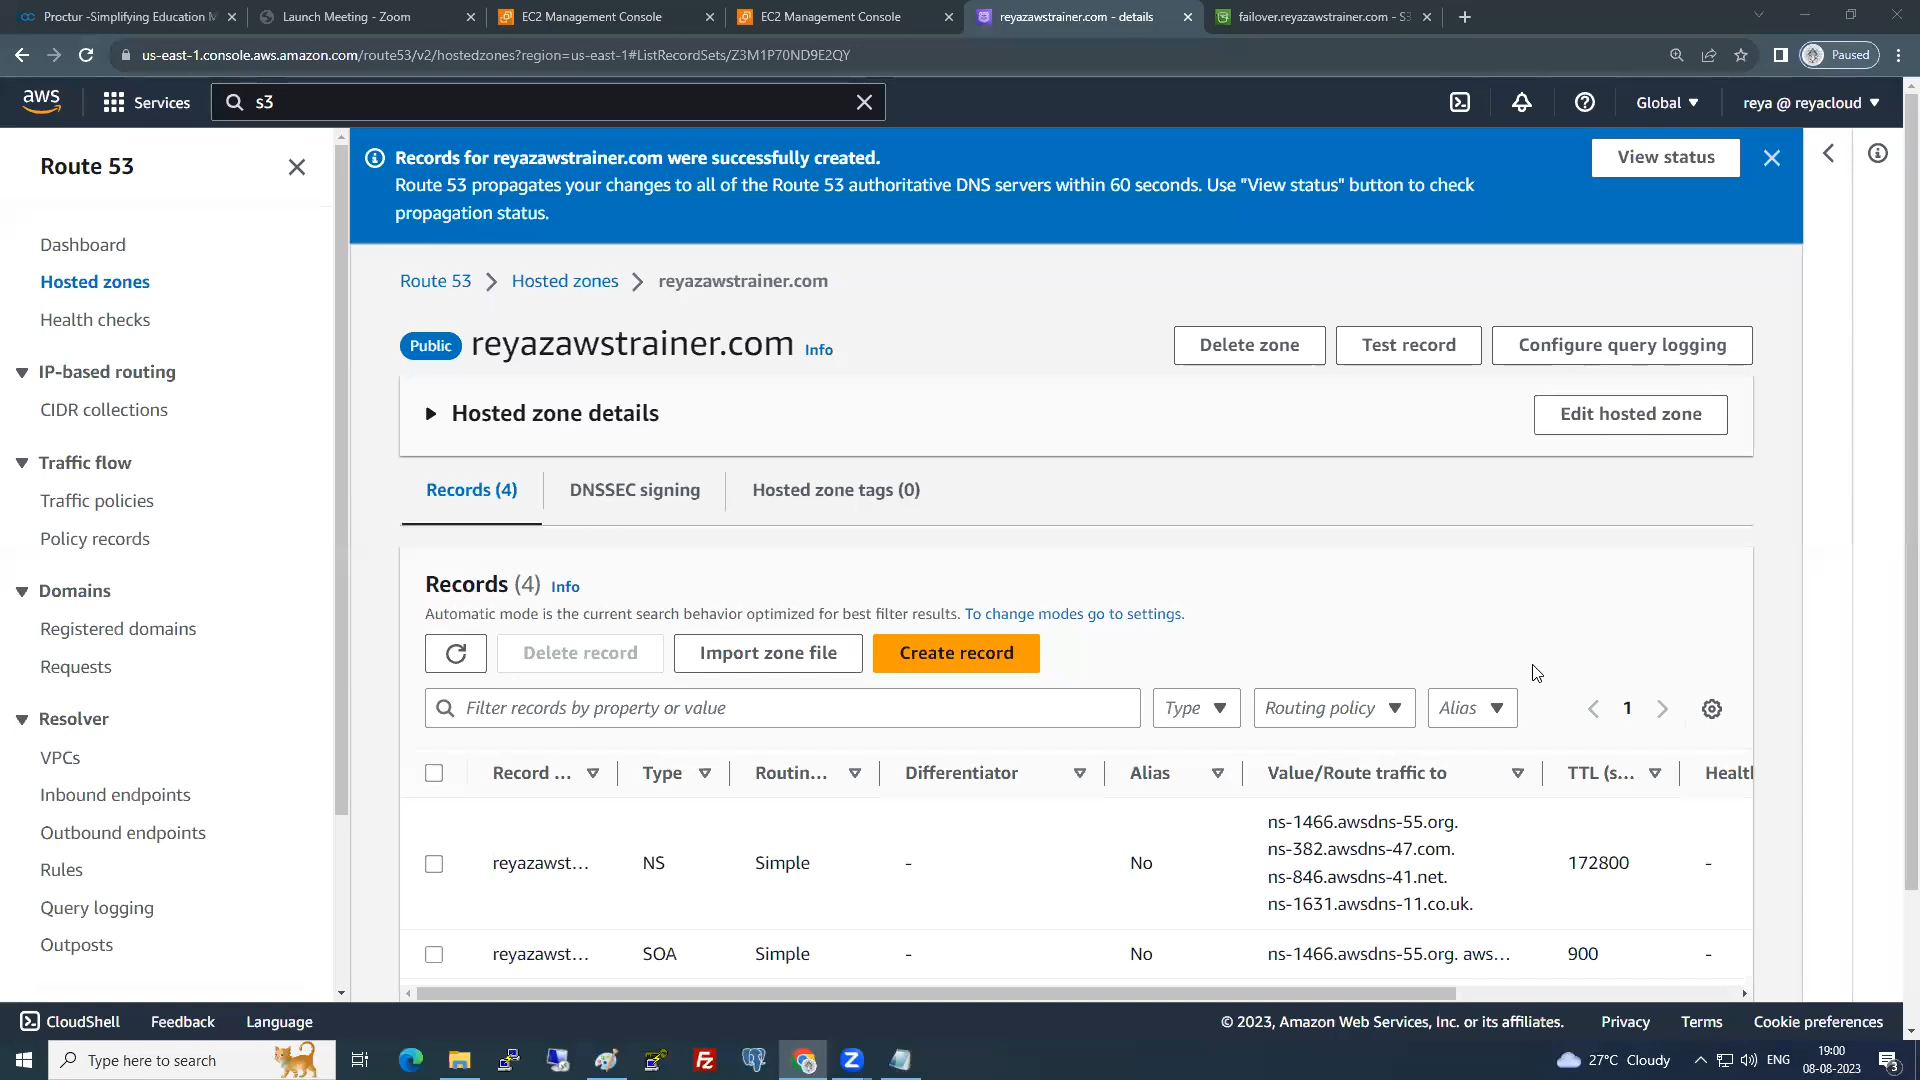 Proctur -Simplifying Education M
Launch Meeting - Zoom
EC2 Management Console
EC2 Management Console
reyazawstrainer.com - details
failover.reyazawstrainer.com - S3
us-east-1.console.aws.amazon.com/route53/v2/hostedzones?region=us-east-1#ListRecordSets/Z3M1P70ND9E2QY
Paused
aws
Services
s3
Global
reya @ reyacloud
Route 53
Dashboard
Hosted zones
Health checks
IP-based routing
CIDR collections
Traffic flow
Traffic policies
Policy records
Domains
Registered domains
Requests
Resolver
VPCs
Inbound endpoints
Outbound endpoints
Rules
Query logging
Outposts
Records for reyazawstrainer.com were successfully created.
Route 53 propagates your changes to all of the Route 53 authoritative DNS servers within 60 seconds. Use "View status" button to check
propagation status.
View status
Route 53 > Hosted zones > reyazawstrainer.com
Public reyazawstrainer.com Info
Delete zone
Test record
Configure query logging
Hosted zone details
Edit hosted zone
Records (4)
DNSSEC signing
Hosted zone tags (0)
Records (4) Info
Automatic mode is the current search behavior optimized for best filter results. To change modes go to settings.
Delete record
Import zone file
Create record
Filter records by property or value
Type
Routing policy
Alias
1
Record ... Type Routin... Differentiator Alias Value/Route traffic to TTL (s... Health
ns-1466.awsdns-55.org.
ns-382.awsdns-47.com.
reyazawst... NS Simple - No 172800 -
ns-846.awsdns-41.net.
ns-1631.awsdns-11.co.uk.
reyazawst... SOA Simple - No ns-1466.awsdns-55.org. aws... 900 -
CloudShell Feedback Language
© 2023, Amazon Web Services, Inc. or its affiliates. Privacy Terms Cookie preferences
Type here to search
27°C Cloudy
ENG
19:00
08-08-2023
3